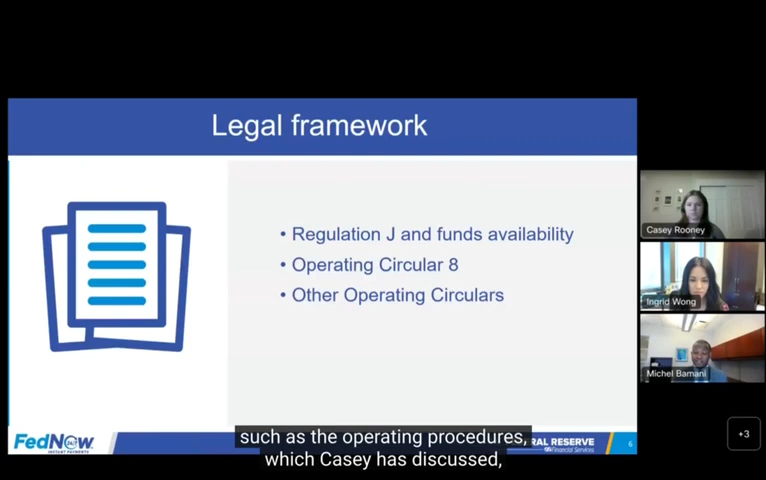 Legal framework
• Regulation J and funds availability
• Operating Circular 8
• Other Operating Circulars
Casey Rooney
Ingrid Wong
Michel Bamani
+3
FedNow
INSTANT PAYMENTS
RAL RESERVE
Financial Services
6
such as the operating procedures,
which Casey has discussed,